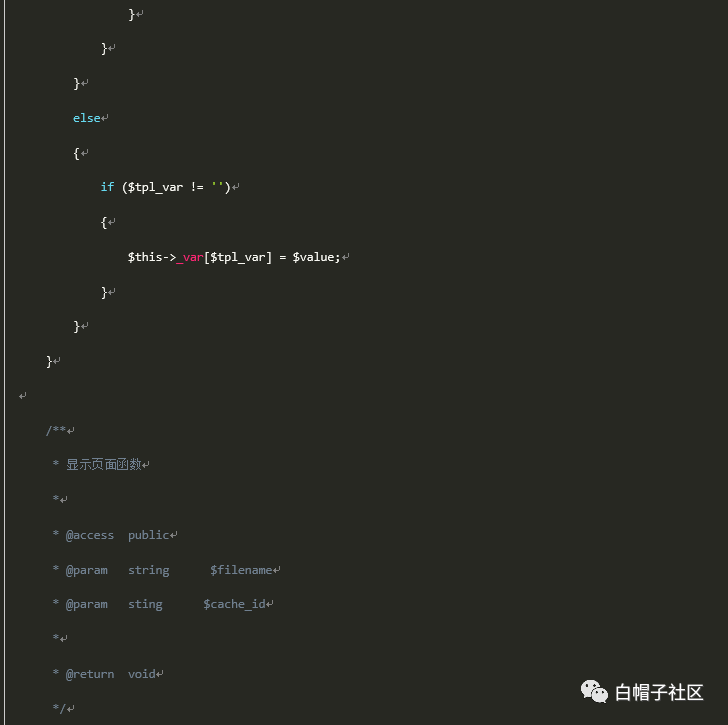 }↵
}↵
}↵
else↵
{↵
if ($tpl_var != '')↵
{↵
$this->_var[$tpl_var] = $value;↵
}↵
}↵
}↵
↵
/**↵
* 显示页面函数↵
*↵
* @access  public↵
* @param   string      $filename↵
* @param   sting      $cache_id↵
*↵
* @return  void↵
*/↵
白帽子社区